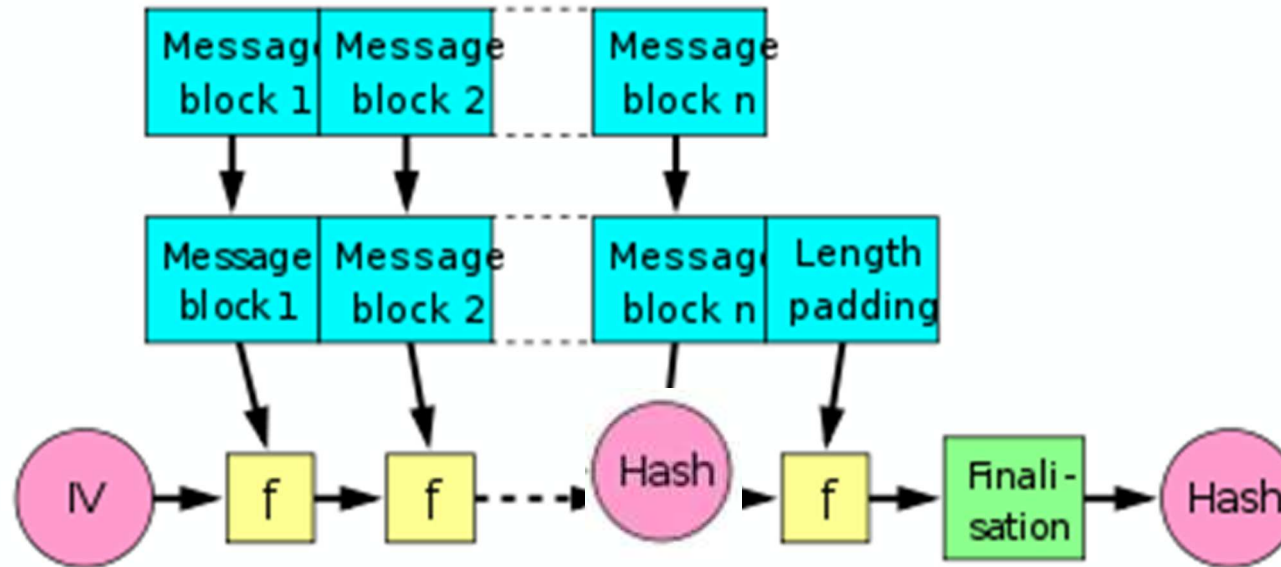 Message
block 1
Message
block 2
Message
block n
Message
block 1
Message
block 2
Message
block n
Length
padding
IV
f
f
Hash
f
Finali-
sation
Hash